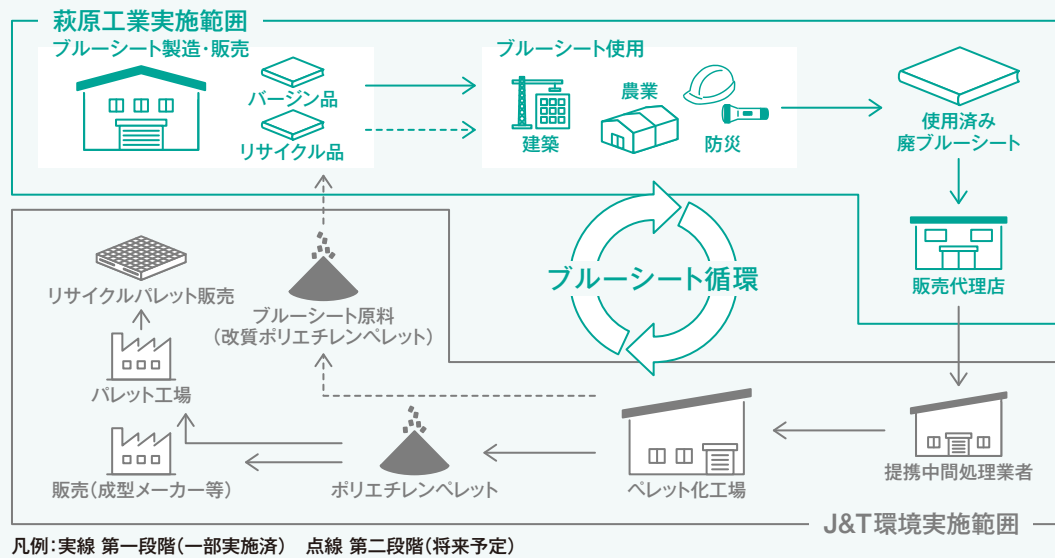 萩原工業実施範囲
ブルーシート製造・販売
バージン品
リサイクル品
ブルーシート使用
建築
農業
防災
使用済み
廃ブルーシート
販売代理店
ブルーシート循環
リサイクルパレット販売
ブルーシート原料
(改質ポリエチレンペレット)
パレット工場
販売(成型メーカー等)
ポリエチレンペレット
ペレット化工場
提携中間処理業者
J&T環境実施範囲
凡例:実線 第一段階(一部実施済) 点線 第二段階(将来予定)